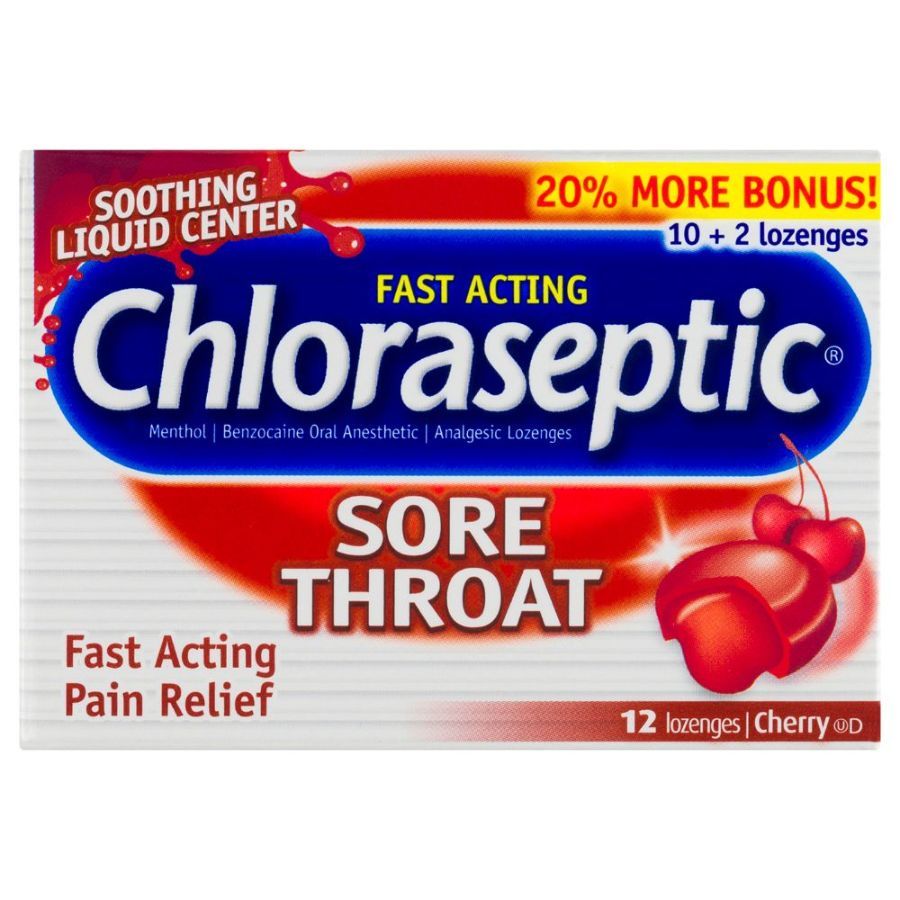 SOOTHING
LIQUID CENTER
20% MORE BONUS!
10 + 2 lozenges
FAST ACTING
Chloraseptic®
Menthol | Benzocaine Oral Anesthetic | Analgesic Lozenges
SORE
THROAT
Fast Acting
Pain Relief
12 lozenges | Cherry ⓊD